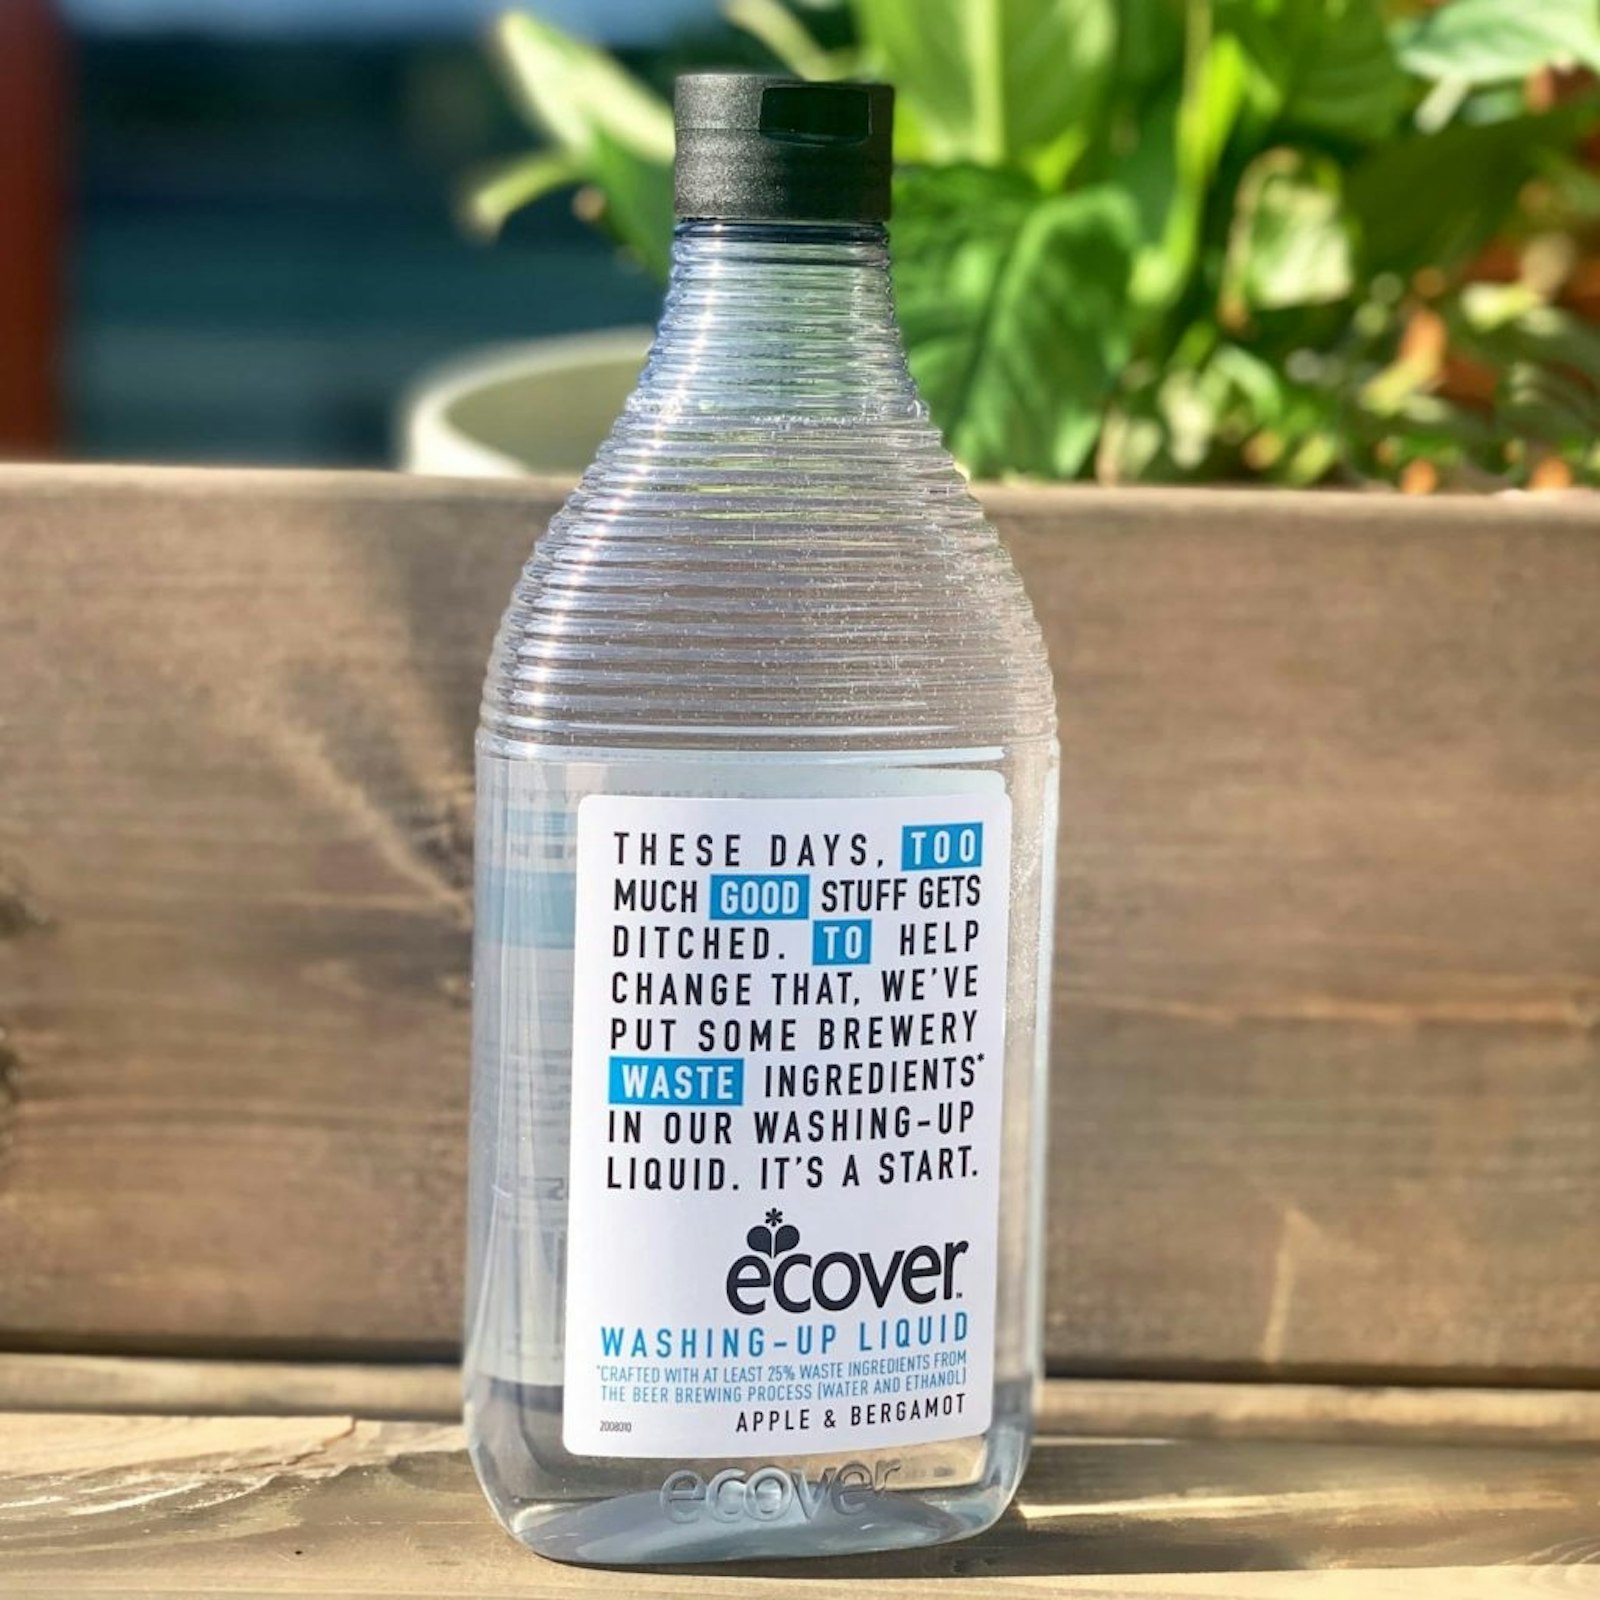 THESE DAYS, TOO
MUCH GOOD STUFF GETS
DITCHED. TO HELP
CHANGE THAT, WE'VE
PUT SOME BREWERY
WASTE INGREDIENTS*
IN OUR WASHING-UP
LIQUID. IT'S A START.
ecover™
WASHING-UP LIQUID
*CRAFTED WITH AT LEAST 25% WASTE INGREDIENTS FROM
THE BEER BREWING PROCESS (WATER AND ETHANOL)
APPLE & BERGAMOT
2008010
ecover